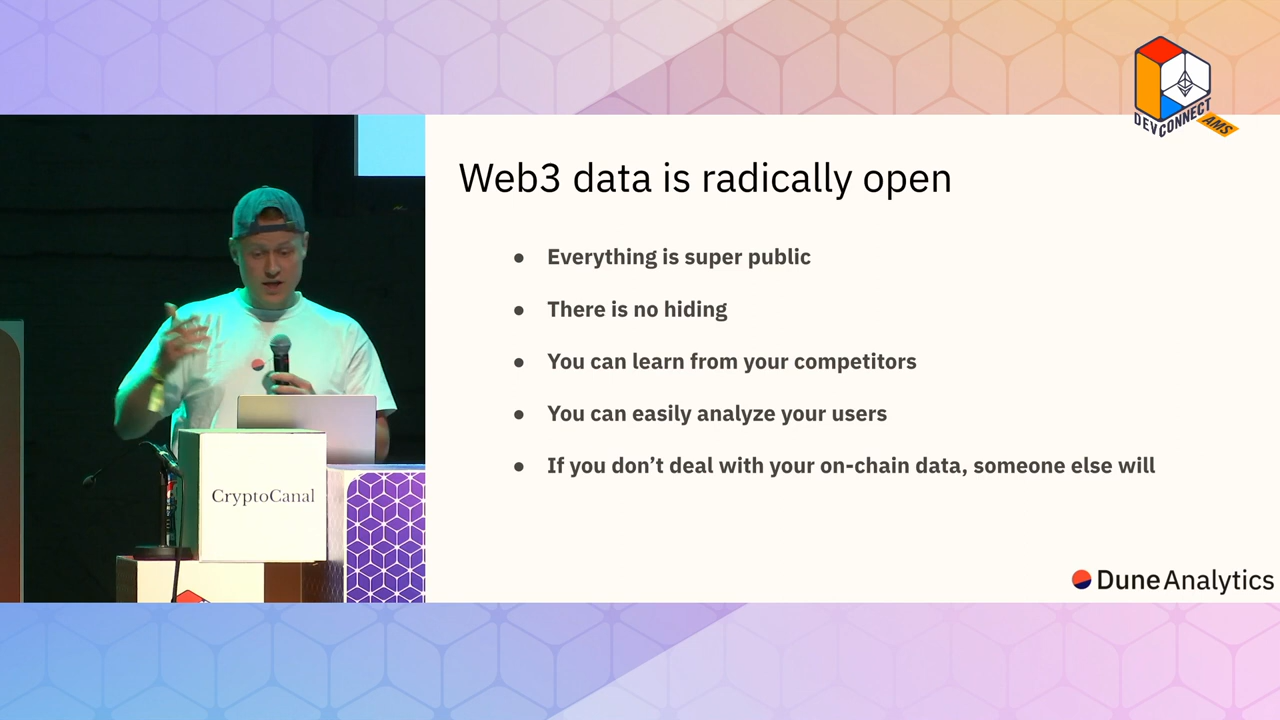 DEVCONNECT
AMS
Web3 data is radically open
● Everything is super public
● There is no hiding
● You can learn from your competitors
● You can easily analyze your users
● If you don’t deal with your on-chain data, someone else will
CryptoCanal
Dune Analytics